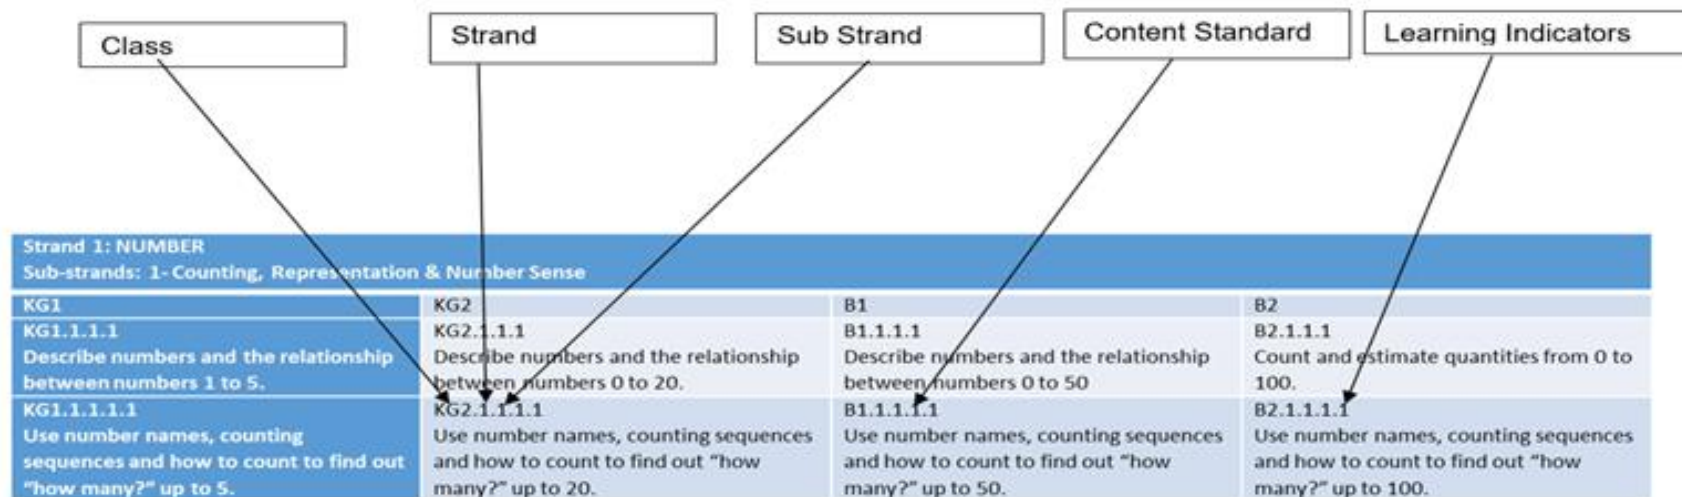 Class
Strand
Sub Strand
Content Standard
Learning Indicators
Strand 1: NUMBER
Sub-strands: 1- Counting, Representation & Number Sense
KG1
KG2
B1
B2
KG1.1.1.1
Describe numbers and the relationship
between numbers 1 to 5.
KG2.1.1.1
Describe numbers and the relationship
between numbers 0 to 20.
B1.1.1.1
Describe numbers and the relationship
between numbers 0 to 50
B2.1.1.1
Count and estimate quantities from 0 to
100.
KG1.1.1.1.1
Use number names, counting
sequences and how to count to find out
"how many?" up to 5.
KG2.1.1.1.1
Use number names, counting sequences
and how to count to find out “how
many?” up to 20.
B1.1.1.1.1
Use number names, counting sequences
and how to count to find out “how
many?” up to 50.
B2.1.1.1.1
Use number names, counting sequences
and how to count to find out “how
many?” up to 100.